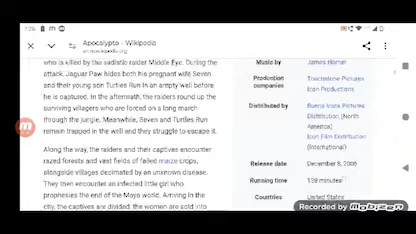 7:26
Apocalypto - Wikipedia
en.m.wikipedia.org
who is killed by the sadistic raider Middle Eye. During the
attack, Jaguar Paw hides both his pregnant wife Seven
and their young son Turtles Run in an empty well before
he is captured. In the aftermath, the raiders round up the
surviving villagers who are forced on a long march
through the jungle. Meanwhile, Seven and Turtles Run
remain trapped in the well and they struggle to escape it.
Along the way, the raiders and their captives encounter
razed forests and vast fields of failed maize crops,
alongside villages decimated by an unknown disease.
They then encounter an infected little girl who
prophesies the end of the Maya world. Arriving in the
city, the captives are divided: the women are sold into
Music by James Horner
Production companies Touchstone Pictures
Icon Productions
Distributed by Buena Vista Pictures
Distribution (North
America)
Icon Film Distribution
(International)
Release date December 8, 2006
Running time 138 minutes
Countries United States
Recorded by Mobizen